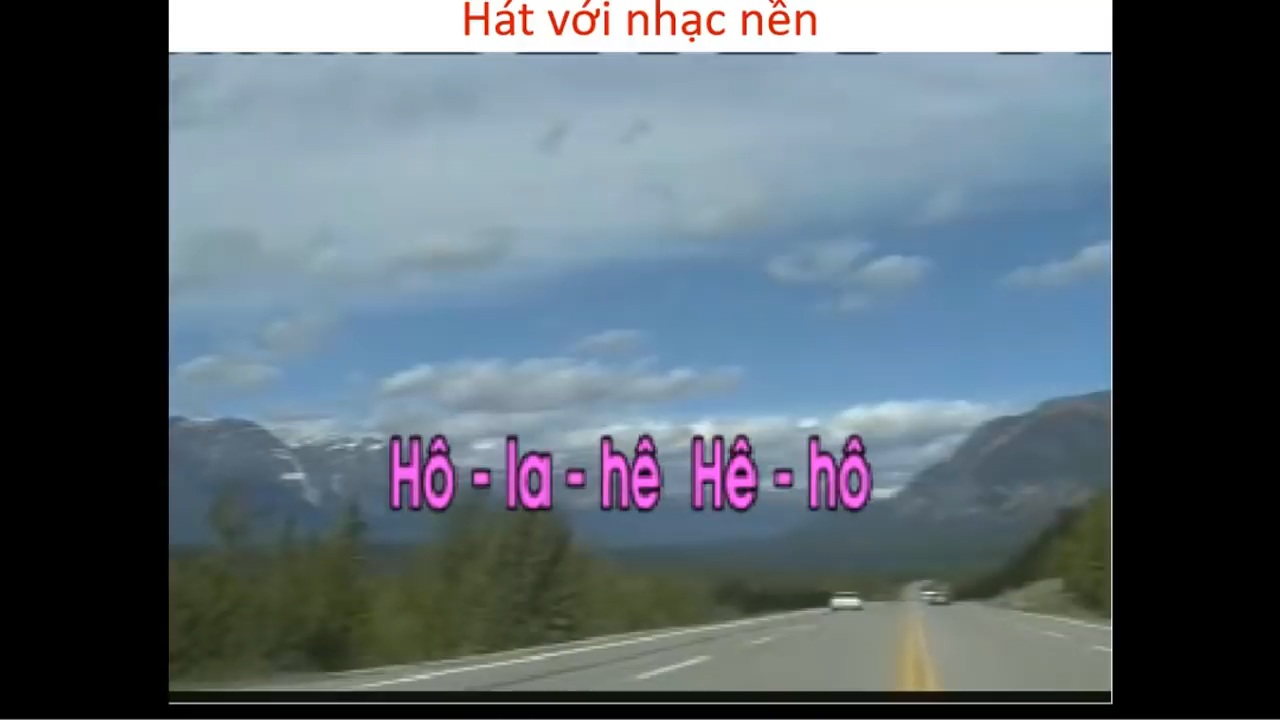 Hát với nhạc nền
Hô - la - hê Hê - hô